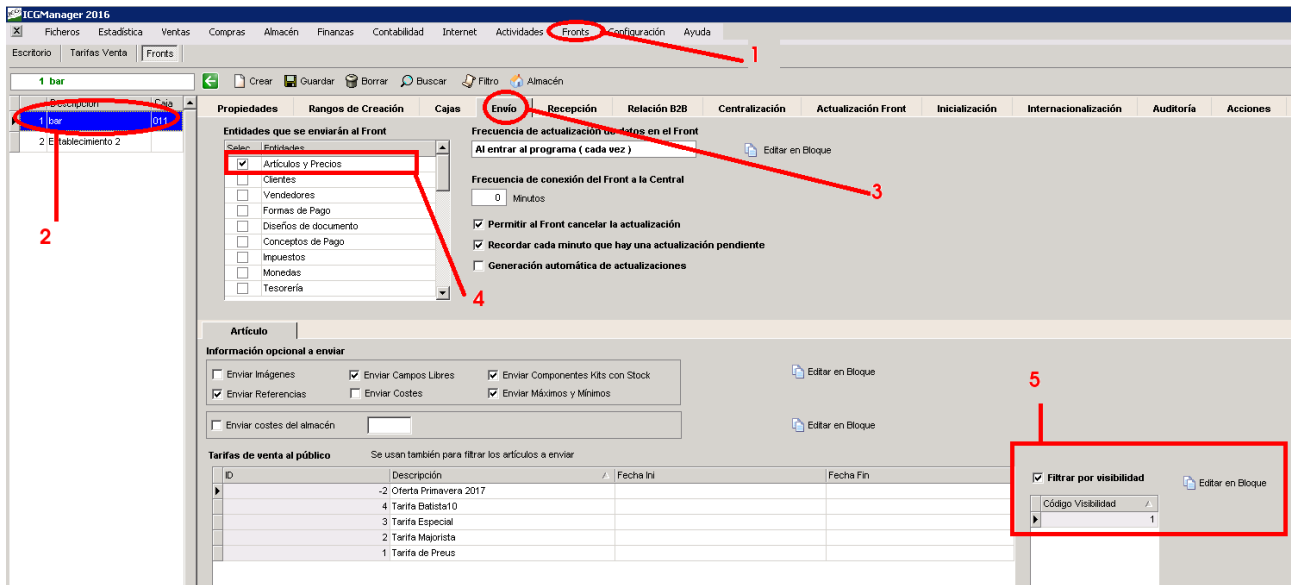 ICGManager 2016
X Ficheros Estadística Ventas Compras Almacén Finanzas Contabilidad Internet Actividades Fronts Configuración Ayuda
1
Escritorio Tarifas Venta Fronts
1 bar Crear Guardar Borrar Buscar Filtro Almacén
Descripción Caja
1 bar 011
2 Establecimiento 2
2
Propiedades Rangos de Creación Cajas Envío Recepción Relación B2B Centralización Actualización Front Inicialización Internacionalización Auditoría Acciones
Entidades que se enviarán al Front
Selec Entidades
Artículos y Precios
Clientes
Vendedores
Formas de Pago
Diseños de documento
Conceptos de Pago
Impuestos
Monedas
Tesorería
4
Frecuencia de actualización de datos en el Front
Al entrar al programa ( cada vez ) Editar en Bloque
Frecuencia de conexión del Front a la Central
0 Minutos
3
Permitir al Front cancelar la actualización
Recordar cada minuto que hay una actualización pendiente
Generación automática de actualizaciones
Artículo
Información opcional a enviar
Enviar Imágenes Enviar Campos Libres Enviar Componentes Kits con Stock Editar en Bloque
Enviar Referencias Enviar Costes Enviar Máximos y Mínimos
Enviar costes del almacén Editar en Bloque
Tarifas de venta al público Se usan también para filtrar los artículos a enviar
ID Descripción Fecha Ini Fecha Fin
-2 Oferta Primavera 2017
4 Tarifa Batista10
3 Tarifa Especial
2 Tarifa Majorista
1 Tarifa de Preus
5
Filtrar por visibilidad Editar en Bloque
Código Visibilidad
1